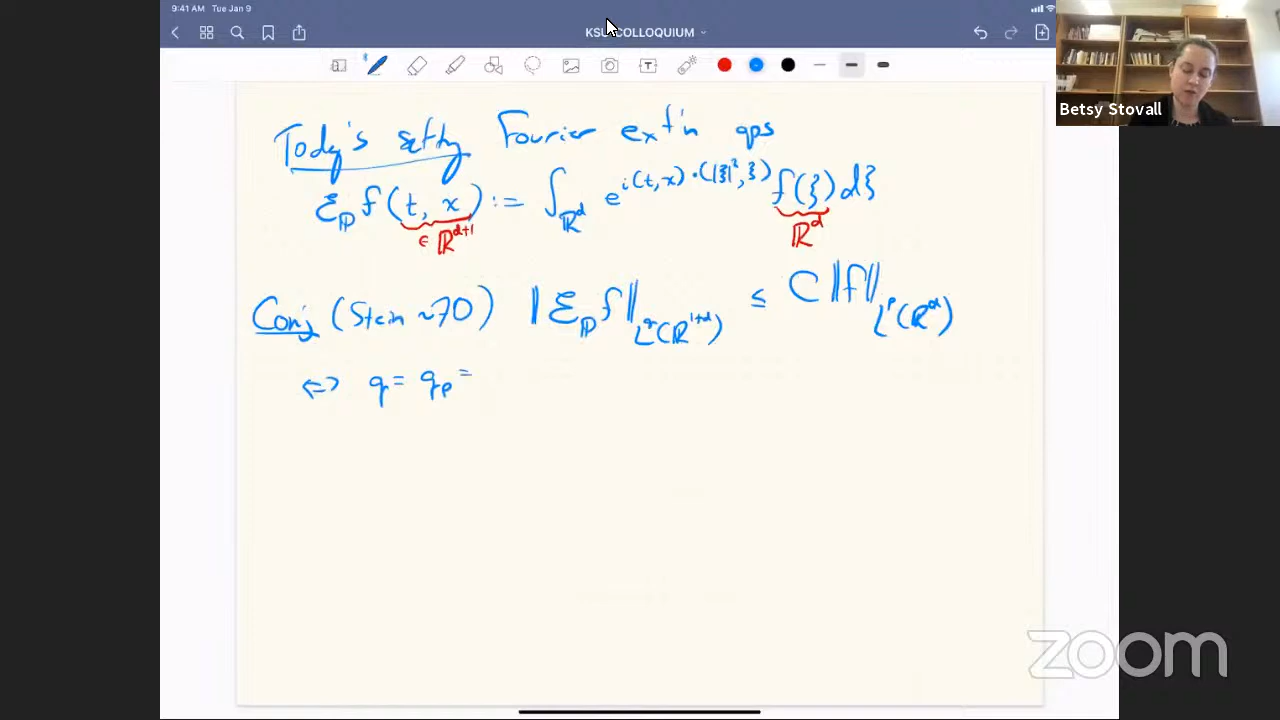 9:41 AM Tue Jan 9
KSU COLLOQUIUM
Betsy Stovall
Today's setting Fourier ext'n ops
ℰ_ℙ f(t, x) := ∫_{ℝ^d} e^{i(t,x)·(|ξ|²,ξ)} f(ξ)dξ
∈ ℝ^{d+1} ℝ^d
Conj (Stein ~70) ‖ℰ_ℙ f‖_{L^q(ℝ^{1+d})} ≤ C‖f‖_{L^p(ℝ^d)}
⟺ q = q_p =
zoom